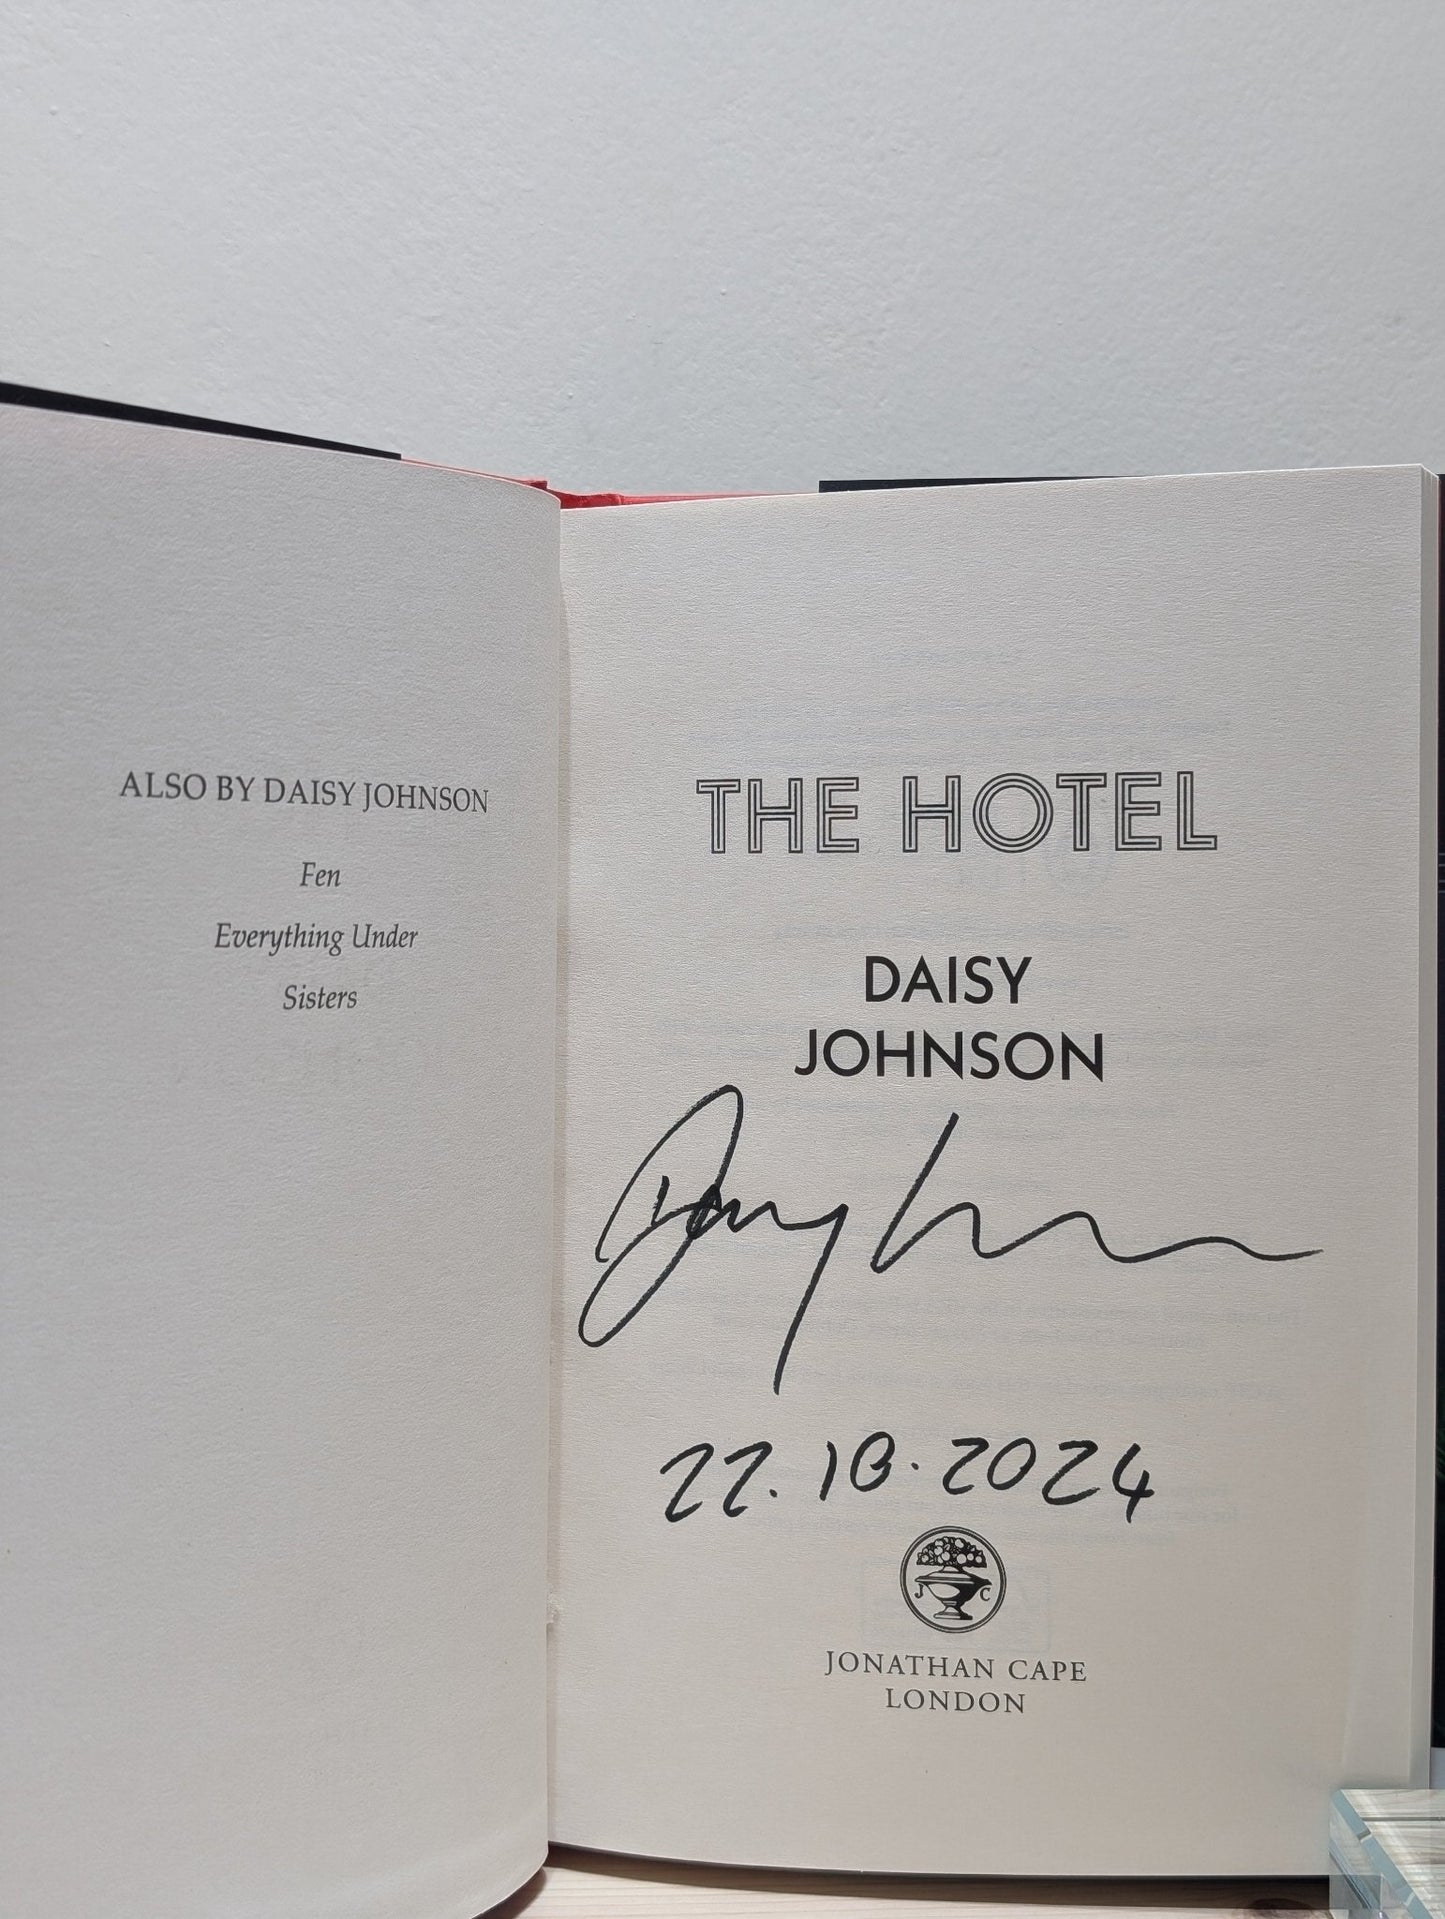 ALSO BY DAISY JOHNSON
Fen
Everything Under
Sisters
THE HOTEL
DAISY
JOHNSON
22.10.2024
J C
JONATHAN CAPE
LONDON